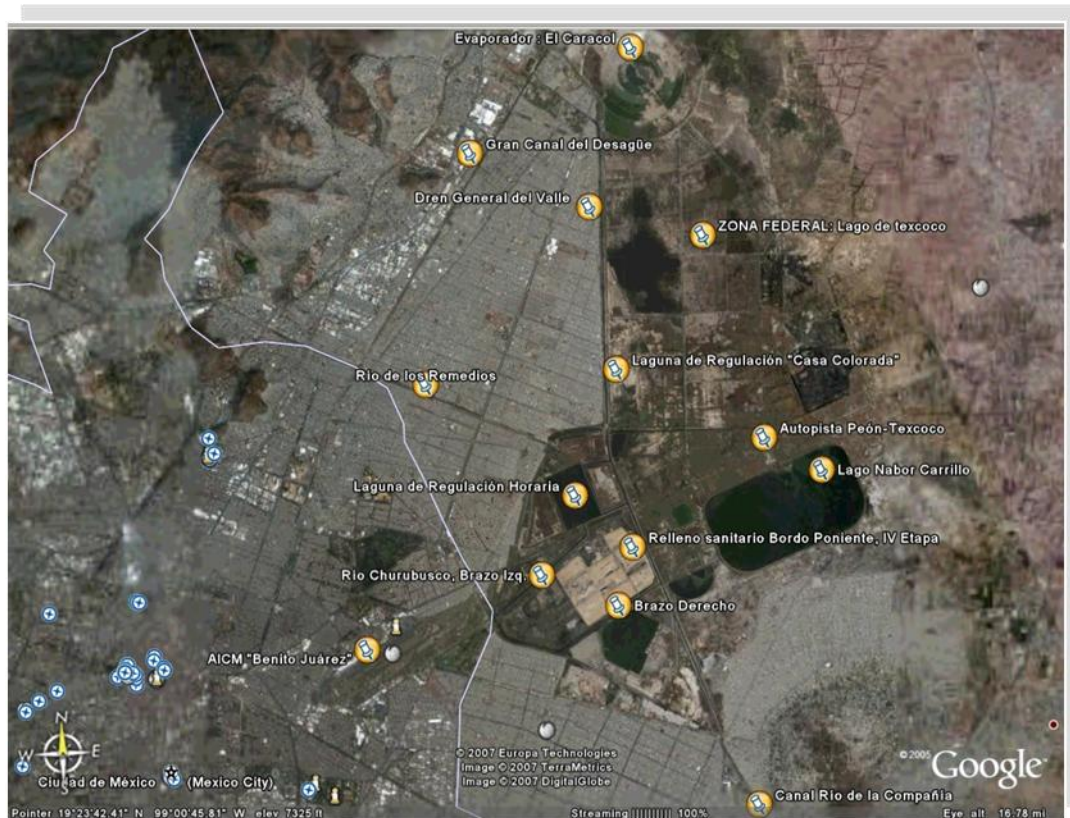 Evaporador : El Caracol
Gran Canal del Desagüe
Dren General del Valle
ZONA FEDERAL: Lago de texcoco
Laguna de Regulación "Casa Colorada"
Rio de los Remedios
Autopista Peón-Texcoco
Lago Nabor Carrillo
Laguna de Regulación Horaria
Relleno sanitario Bordo Poniente, IV Etapa
Rio Churubusco, Brazo Izq.
Brazo Derecho
AICM "Benito Juárez"
N
W E
S
© 2007 Europa Technologies
Image © 2007 TerraMetrics
Image © 2007 DigitalGlobe
© 2005 Google
Ciudad de México (Mexico City)
Canal Rio de la Compañia
Pointer 19°23'42.41" N 99°00'45.81" W elev 7325 ft
Streaming |||||||||| 100%
Eye alt 16.78 mi